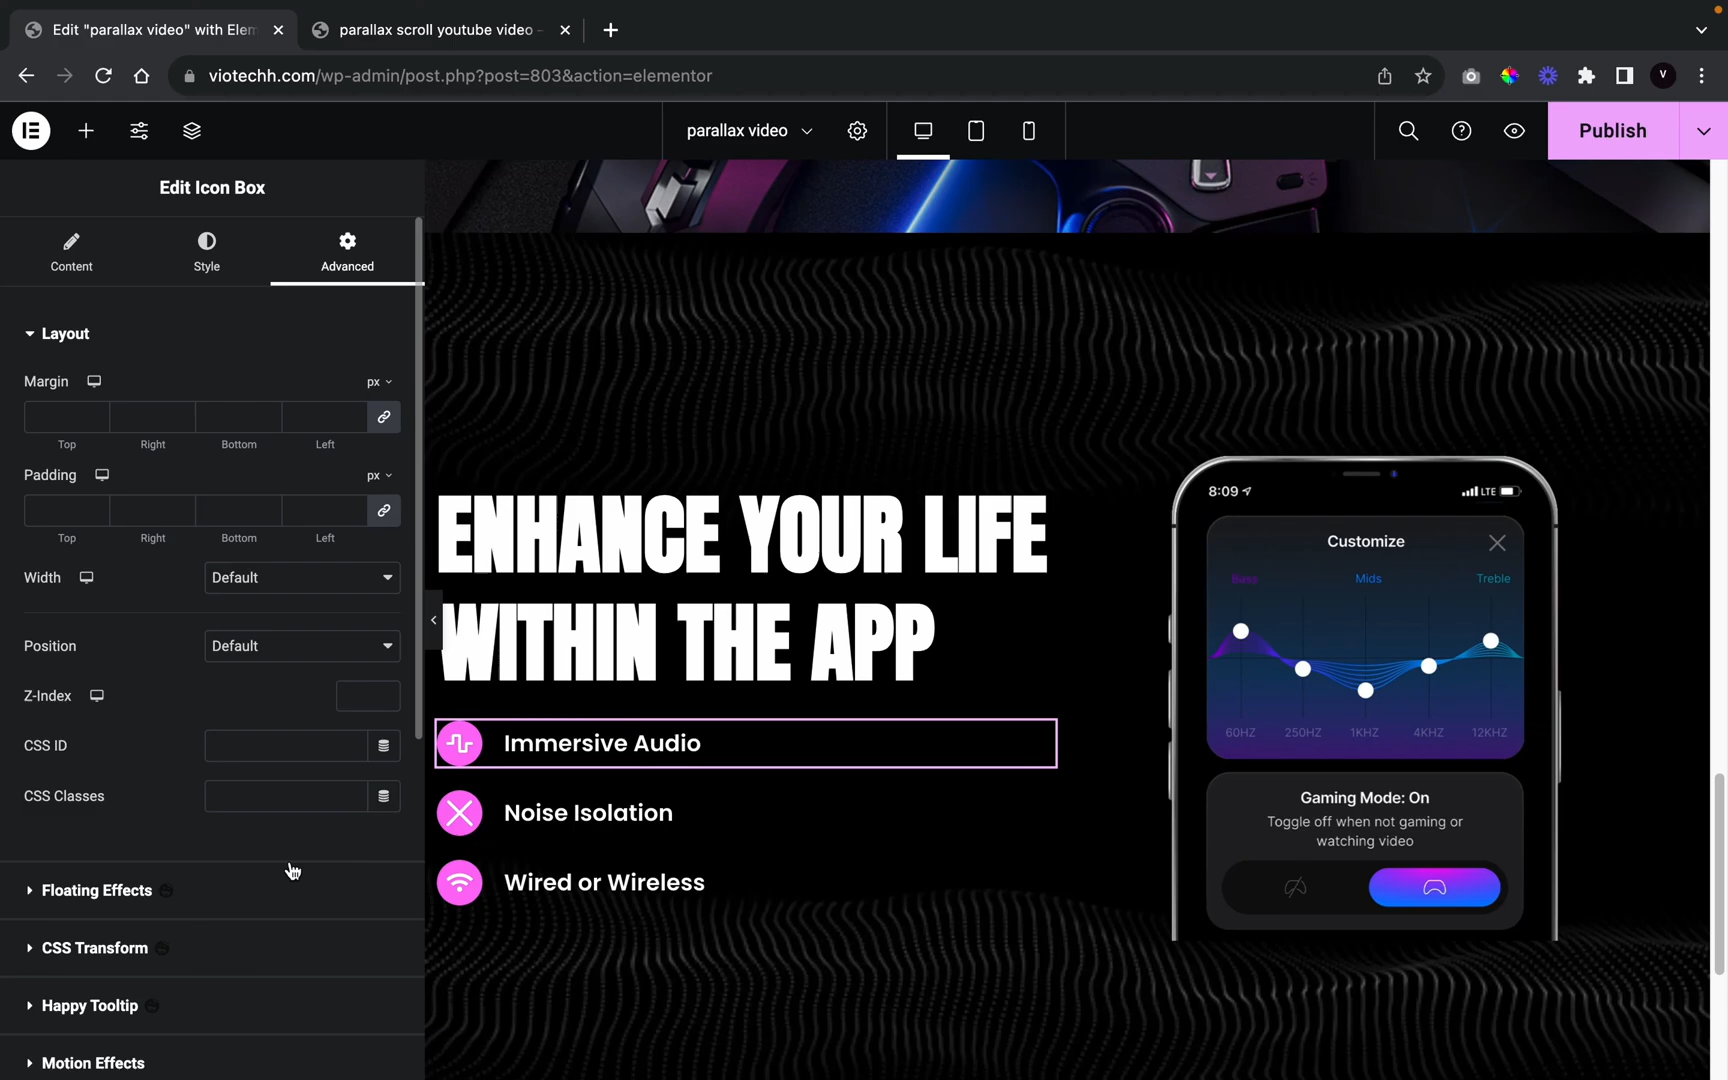 Edit "parallax video" with Elem
parallax scroll youtube video -
viotechh.com/wp-admin/post.php?post=803&action=elementor
V
parallax video
Publish
Edit Icon Box
Content
Style
Advanced
Layout
Margin
px
Top
Right
Bottom
Left
Padding
px
Top
Right
Bottom
Left
Width
Default
Position
Default
Z-Index
CSS ID
CSS Classes
Floating Effects
CSS Transform
Happy Tooltip
Motion Effects
ENHANCE YOUR LIFE
WITHIN THE APP
Immersive Audio
Noise Isolation
Wired or Wireless
8:09
LTE
Customize
Bass
Mids
Treble
60HZ
250HZ
1KHZ
4KHZ
12KHZ
Gaming Mode: On
Toggle off when not gaming or
watching video